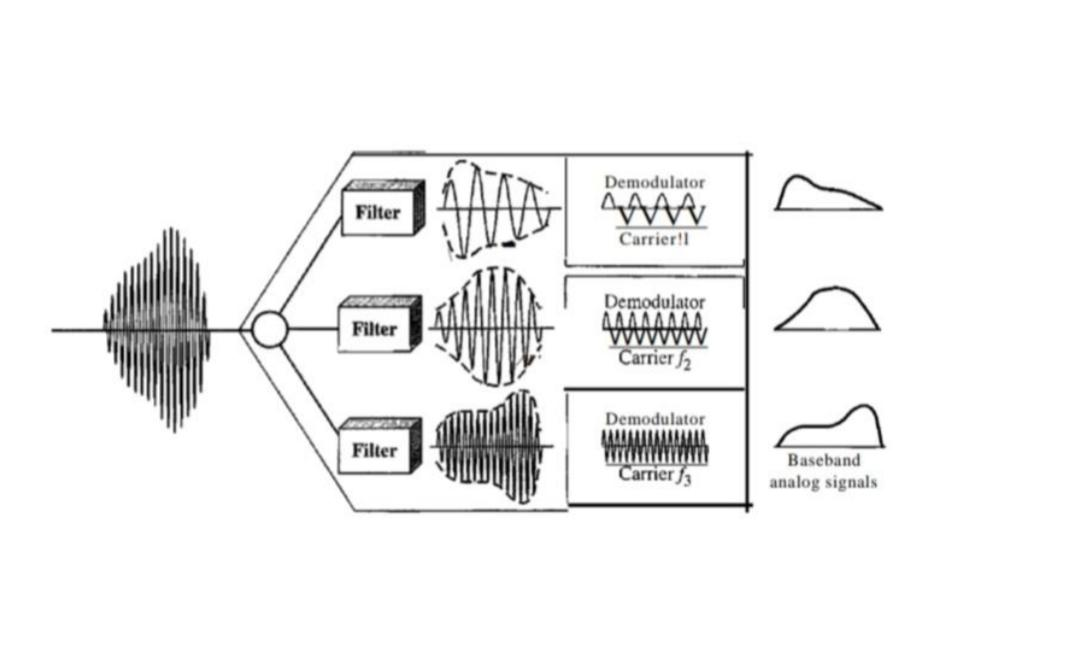 Filter
Demodulator
Carrier!1
Filter
Demodulator
Carrier f₂
Filter
Demodulator
Carrier f₃
Baseband
analog signals